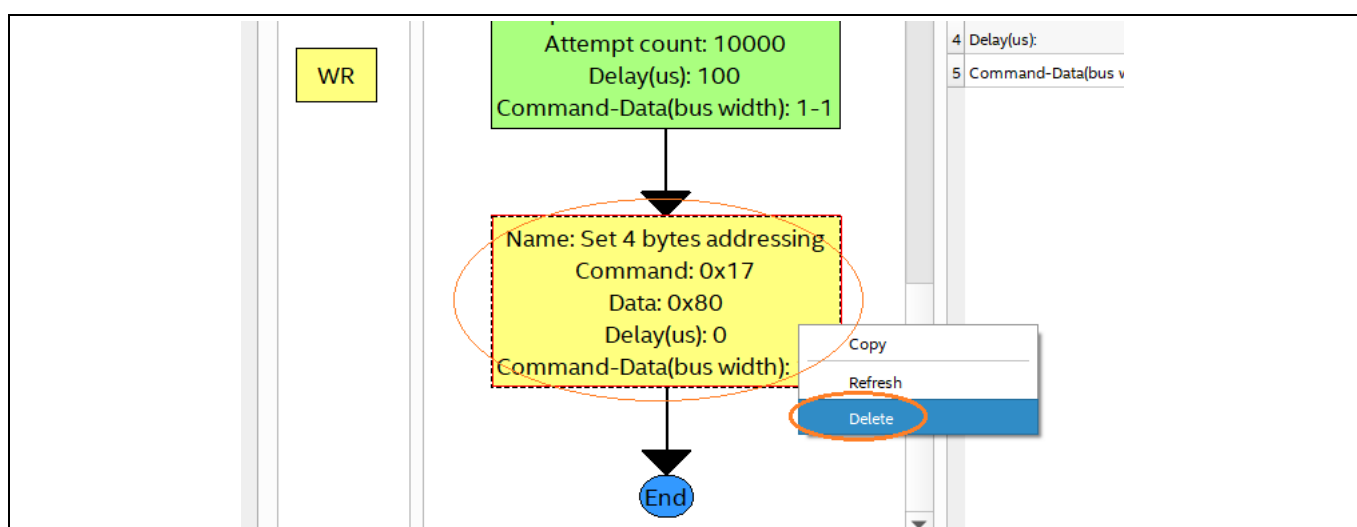 WR
Attempt count: 10000
Delay(us): 100
Command-Data(bus width): 1-1
Name: Set 4 bytes addressing
Command: 0x17
Data: 0x80
Delay(us): 0
Command-Data(bus width):
End
Copy
Refresh
Delete
4 Delay(us):
5 Command-Data(bus